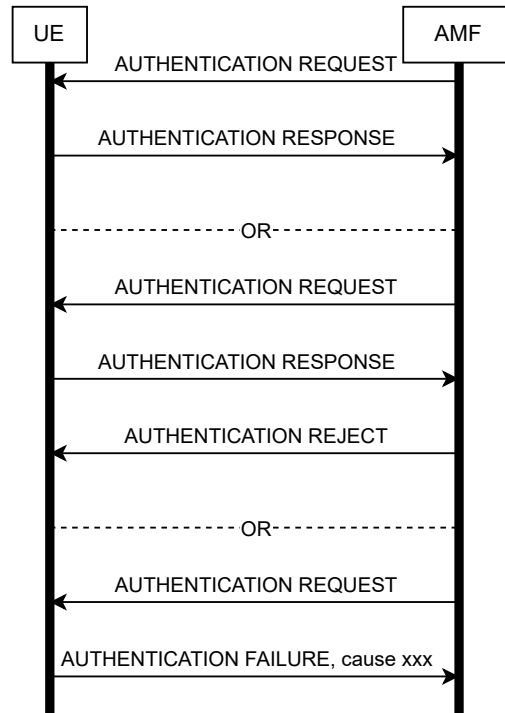 UE
AMF
AUTHENTICATION REQUEST
AUTHENTICATION RESPONSE
OR
AUTHENTICATION REQUEST
AUTHENTICATION RESPONSE
AUTHENTICATION REJECT
OR
AUTHENTICATION REQUEST
AUTHENTICATION FAILURE, cause xxx